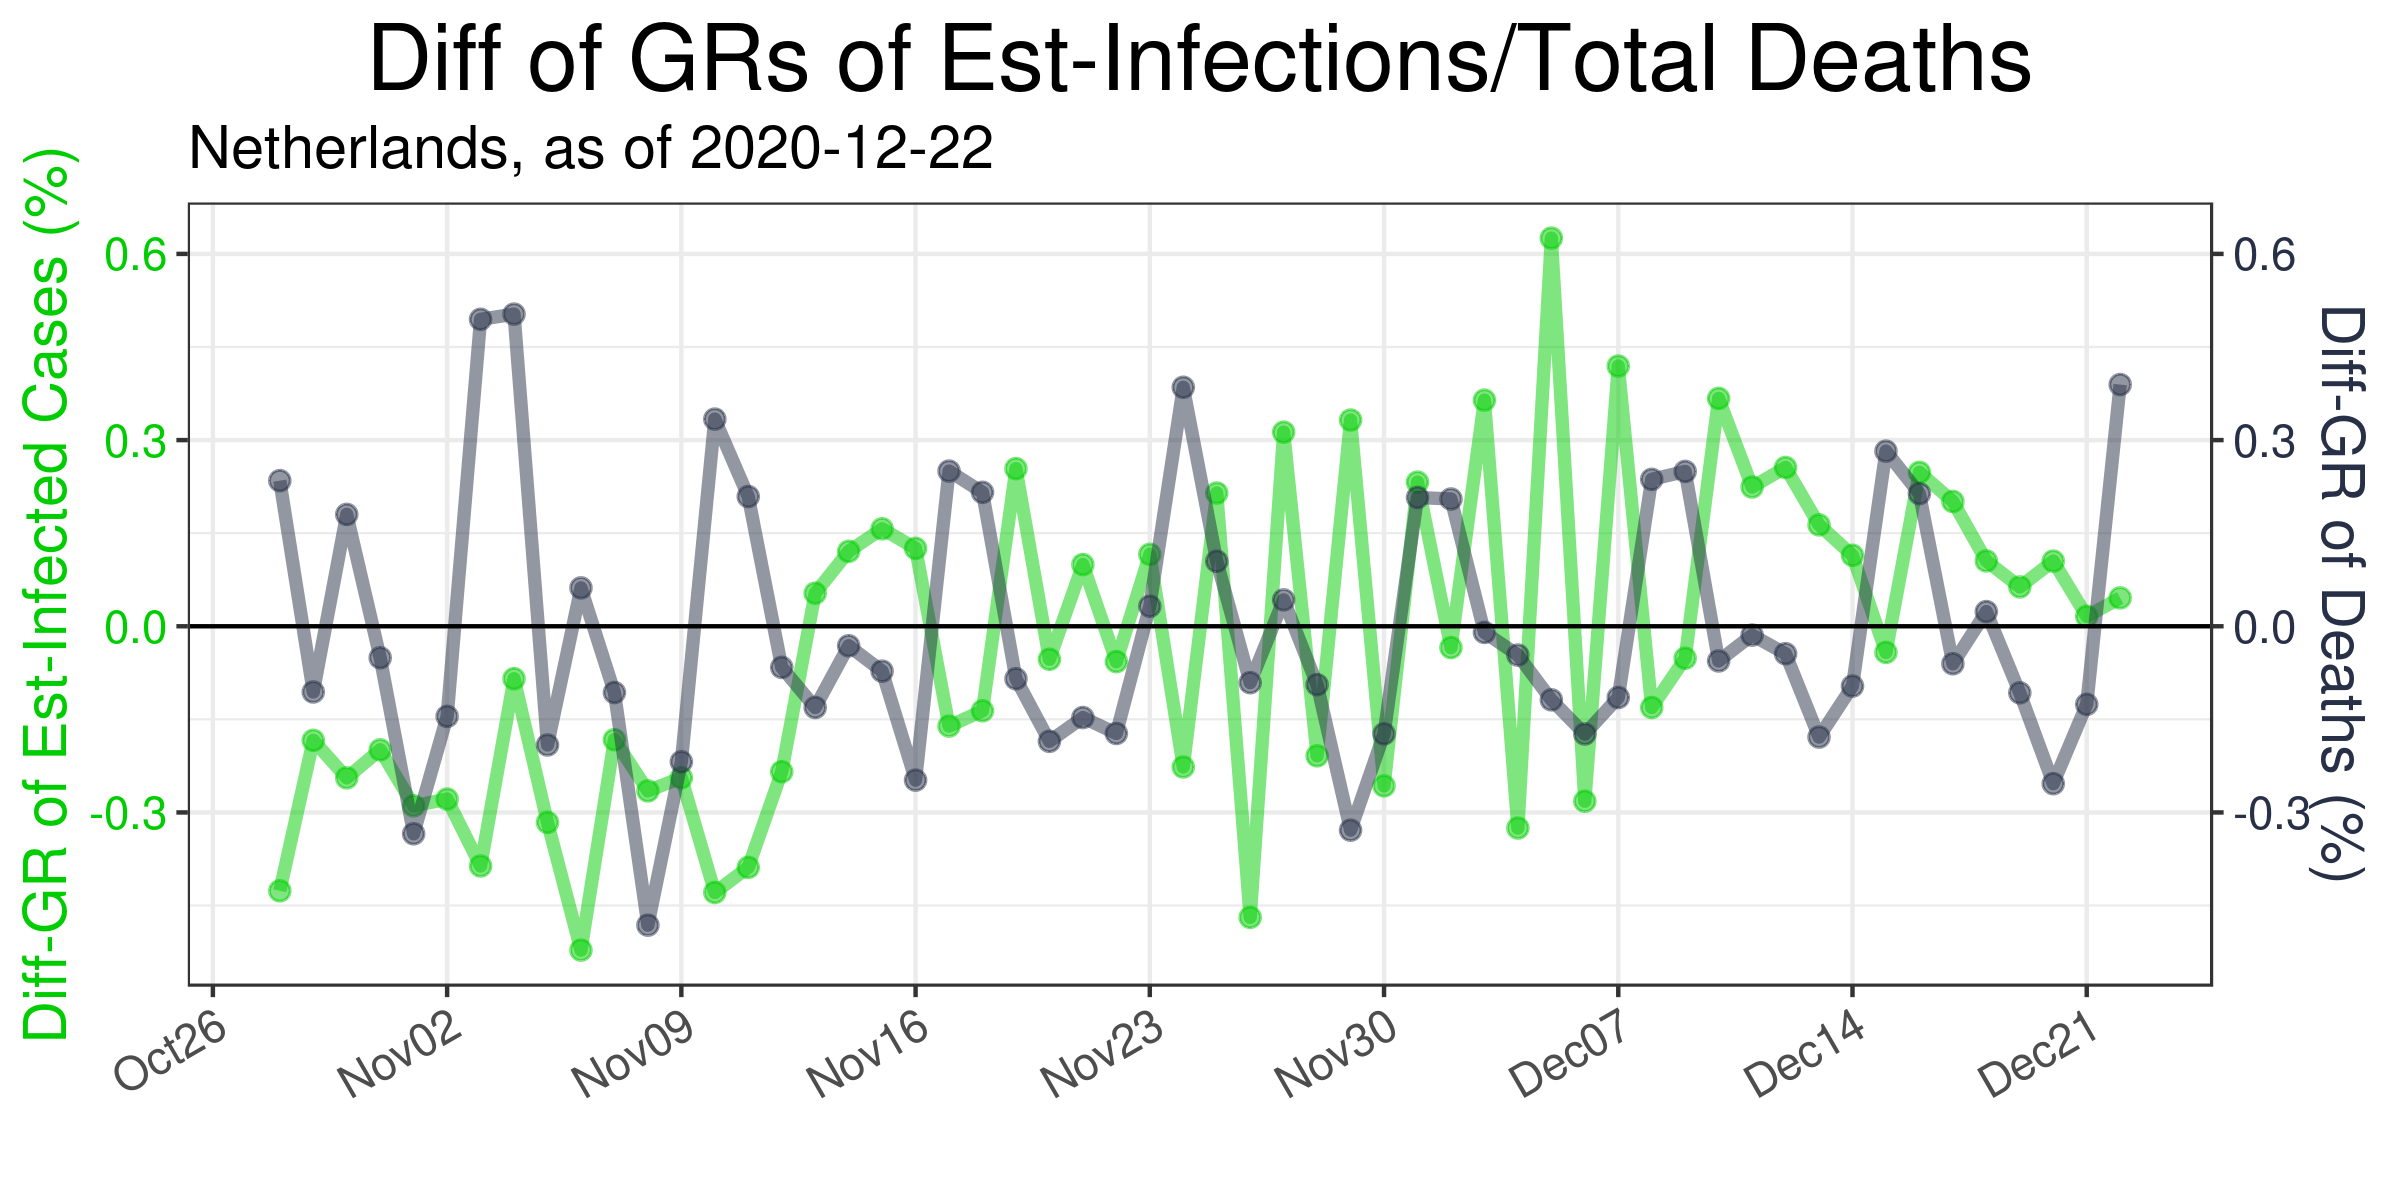 Diff of GRs of Est-Infections/Total Deaths
Netherlands, as of 2020-12-22
Diff-GR of Est-Infected Cases (%)
0.6
0.3
0.0
-0.3
0.6
0.3
0.0
-0.3
Diff-GR of Deaths (%)
Oct26
Nov02
Nov09
Nov16
Nov23
Nov30
Dec07
Dec14
Dec21